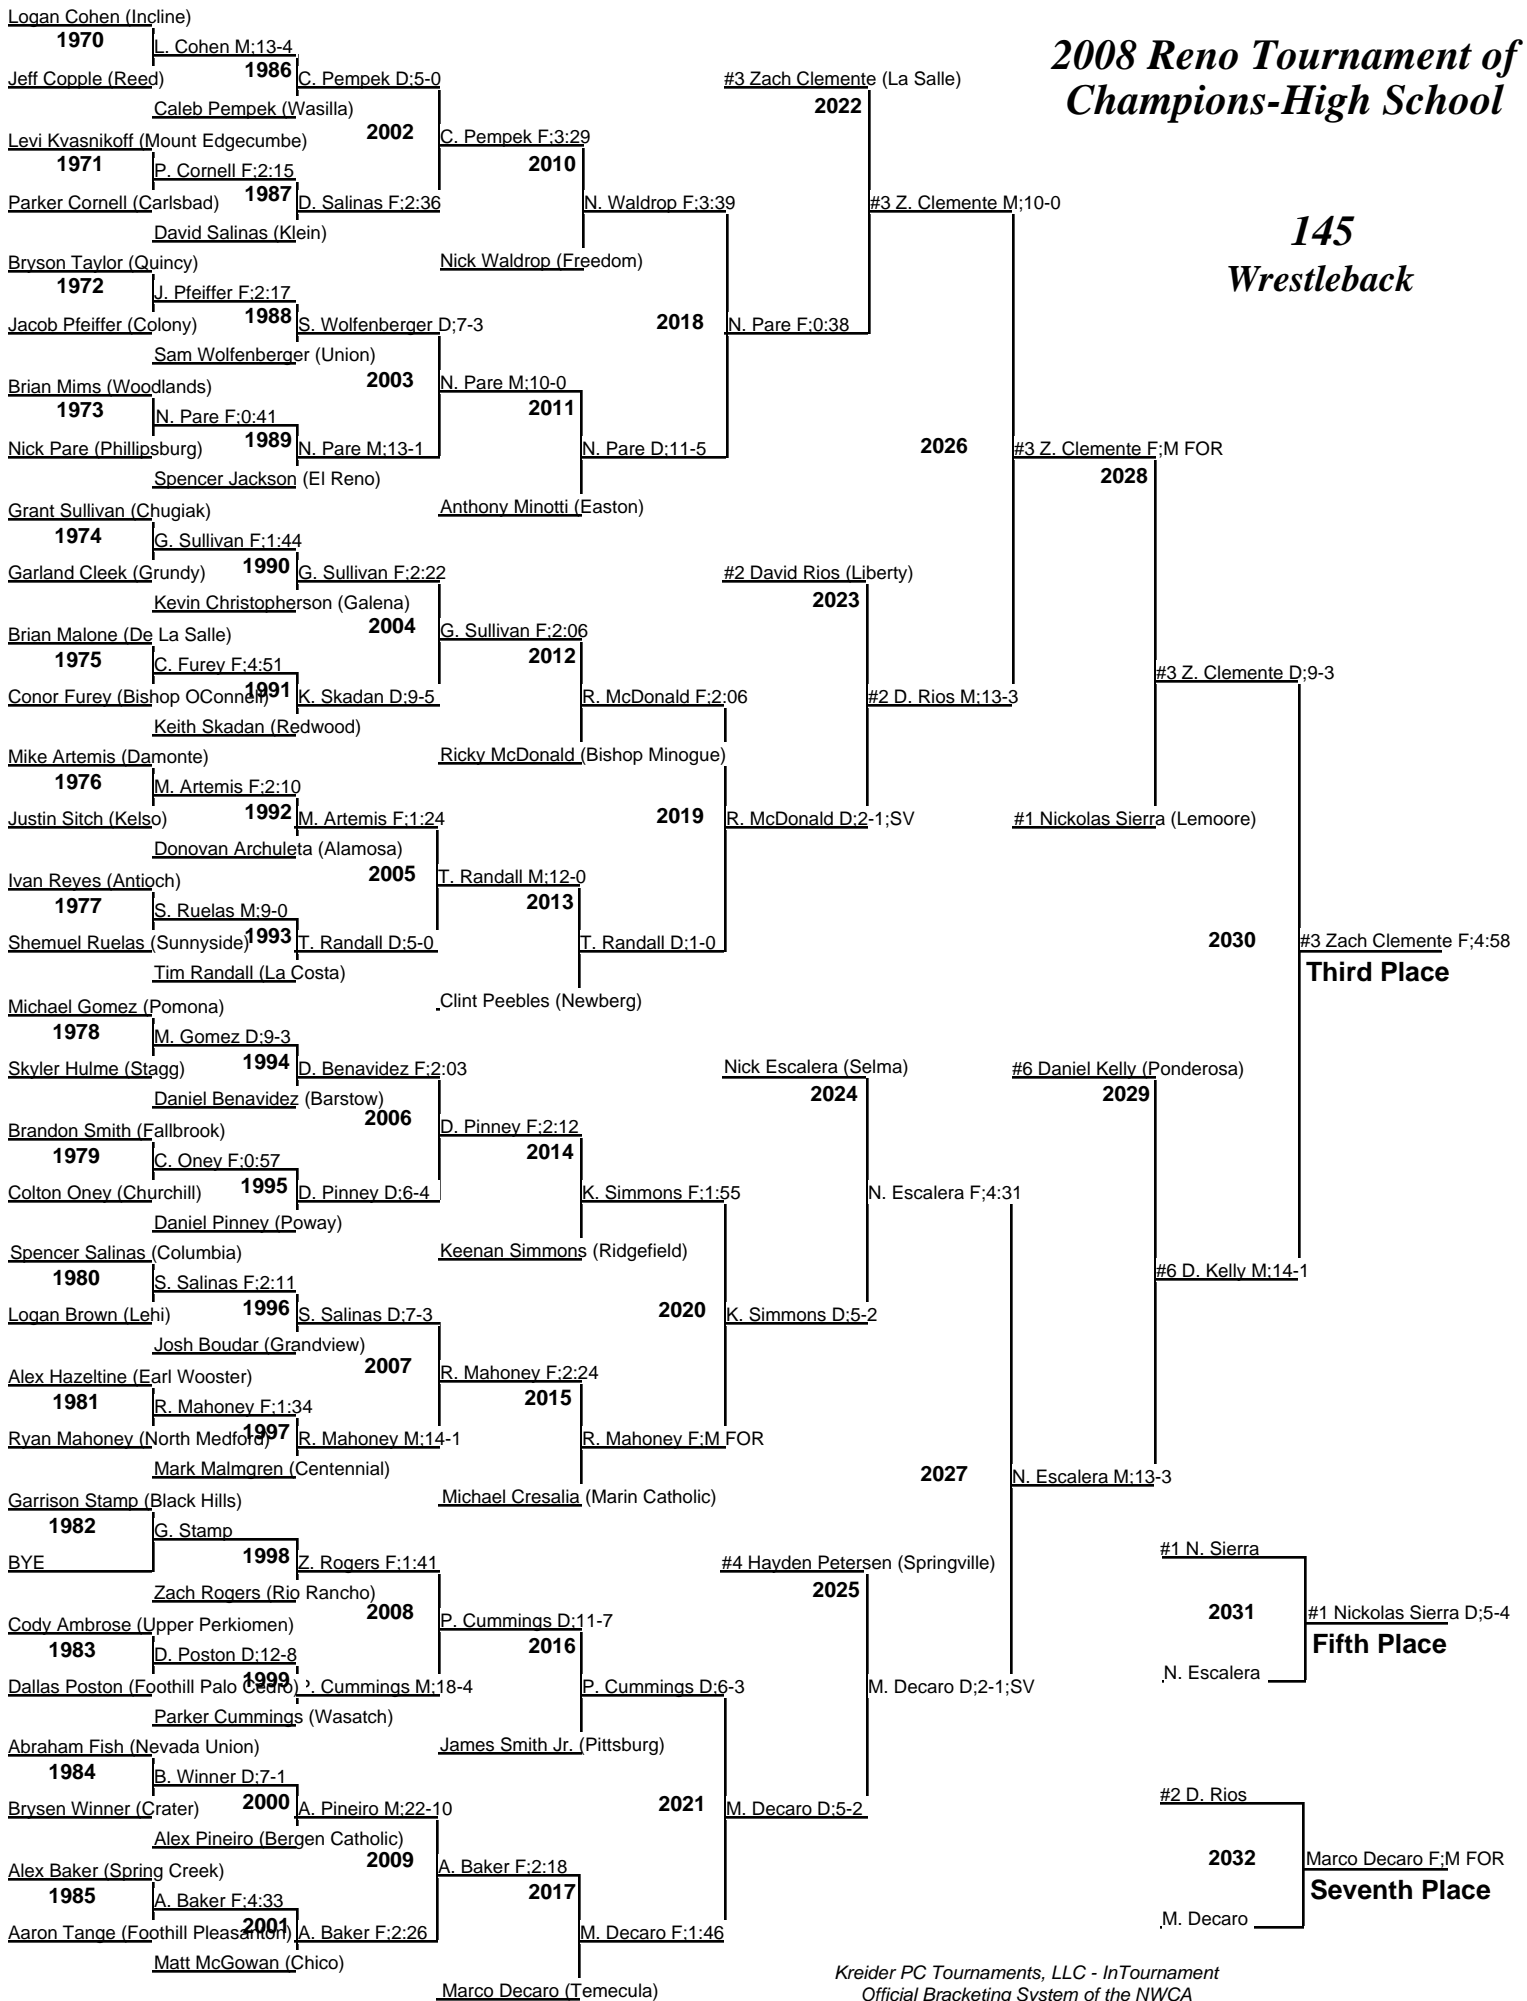 2008 Reno Tournament of
Champions-High School
145
Wrestleback
Logan Cohen (Incline)
1970
L. Cohen M;13-4
Jeff Copple (Reed)
1986
C. Pempek D;5-0
Caleb Pempek (Wasilla)
2002
C. Pempek F;3:29
Levi Kvasnikoff (Mount Edgecumbe)
1971
P. Cornell F;2:15
Parker Cornell (Carlsbad)
1987
D. Salinas F;2:36
David Salinas (Klein)
2010
N. Waldrop F;3:39
Nick Waldrop (Freedom)
Bryson Taylor (Quincy)
1972
J. Pfeiffer F;2:17
Jacob Pfeiffer (Colony)
1988
S. Wolfenberger D;7-3
Sam Wolfenberger (Union)
2003
N. Pare M;10-0
Brian Mims (Woodlands)
1973
N. Pare F;0:41
Nick Pare (Phillipsburg)
1989
N. Pare M;13-1
Spencer Jackson (El Reno)
2011
N. Pare D;11-5
Anthony Minotti (Easton)
2018
N. Pare F;0:38
#3 Zach Clemente (La Salle)
2022
#3 Z. Clemente M;10-0
Grant Sullivan (Chugiak)
1974
G. Sullivan F;1:44
Garland Cleek (Grundy)
1990
G. Sullivan F;2:22
Kevin Christopherson (Galena)
2004
G. Sullivan F;2:06
Brian Malone (De La Salle)
1975
C. Furey F;4:51
Conor Furey (Bishop OConnell)
1991
K. Skadan D;9-5
Keith Skadan (Redwood)
2012
R. McDonald F;2:06
Ricky McDonald (Bishop Minogue)
Mike Artemis (Damonte)
1976
M. Artemis F;2:10
Justin Sitch (Kelso)
1992
M. Artemis F;1:24
Donovan Archuleta (Alamosa)
2005
T. Randall M;12-0
Ivan Reyes (Antioch)
1977
S. Ruelas M;9-0
Shemuel Ruelas (Sunnyside)
1993
T. Randall D;5-0
Tim Randall (La Costa)
2013
T. Randall D;1-0
Clint Peebles (Newberg)
2019
R. McDonald D;2-1;SV
#2 David Rios (Liberty)
2023
#2 D. Rios M;13-3
2026
#3 Z. Clemente F;M FOR
2028
#3 Z. Clemente D;9-3
#1 Nickolas Sierra (Lemoore)
Michael Gomez (Pomona)
1978
M. Gomez D;9-3
Skyler Hulme (Stagg)
1994
D. Benavidez F;2:03
Daniel Benavidez (Barstow)
2006
D. Pinney F;2:12
Brandon Smith (Fallbrook)
1979
C. Oney F;0:57
Colton Oney (Churchill)
1995
D. Pinney D;6-4
Daniel Pinney (Poway)
2014
K. Simmons F;1:55
Keenan Simmons (Ridgefield)
Spencer Salinas (Columbia)
1980
S. Salinas F;2:11
Logan Brown (Lehi)
1996
S. Salinas D;7-3
Josh Boudar (Grandview)
2007
R. Mahoney F;2:24
Alex Hazeltine (Earl Wooster)
1981
R. Mahoney F;1:34
Ryan Mahoney (North Medford)
1997
R. Mahoney M;14-1
Mark Malmgren (Centennial)
2015
R. Mahoney F;M FOR
Michael Cresalia (Marin Catholic)
2020
K. Simmons D;5-2
Nick Escalera (Selma)
2024
N. Escalera F;4:31
Garrison Stamp (Black Hills)
1982
G. Stamp
BYE
1998
Z. Rogers F;1:41
Zach Rogers (Rio Rancho)
2008
P. Cummings D;11-7
Cody Ambrose (Upper Perkiomen)
1983
D. Poston D;12-8
Dallas Poston (Foothill Palo Cedro)
1999
P. Cummings M;18-4
Parker Cummings (Wasatch)
2016
P. Cummings D;6-3
James Smith Jr. (Pittsburg)
Abraham Fish (Nevada Union)
1984
B. Winner D;7-1
Brysen Winner (Crater)
2000
A. Pineiro M;22-10
Alex Pineiro (Bergen Catholic)
2009
A. Baker F;2:18
Alex Baker (Spring Creek)
1985
A. Baker F;4:33
Aaron Tange (Foothill Pleasanton)
2001
A. Baker F;2:26
Matt McGowan (Chico)
2017
M. Decaro F;1:46
Marco Decaro (Temecula)
2021
M. Decaro D;5-2
#4 Hayden Petersen (Springville)
2025
M. Decaro D;2-1;SV
2027
N. Escalera M;13-3
#6 Daniel Kelly (Ponderosa)
2029
#6 D. Kelly M;14-1
2030
#3 Zach Clemente F;4:58
Third Place
#1 N. Sierra
2031
#1 Nickolas Sierra D;5-4
Fifth Place
N. Escalera
#2 D. Rios
2032
Marco Decaro F;M FOR
Seventh Place
M. Decaro
Kreider PC Tournaments, LLC - InTournament
Official Bracketing System of the NWCA